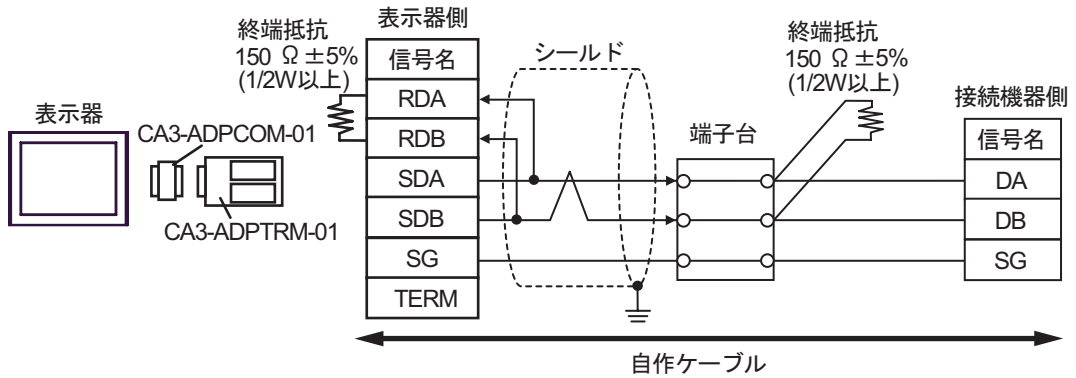 表示器
CA3-ADPCOM-01
CA3-ADPTRM-01
終端抵抗
150 Ω ±5%
(1/2W以上)
表示器側
信号名
RDA
RDB
SDA
SDB
SG
TERM
シールド
端子台
終端抵抗
150 Ω ±5%
(1/2W以上)
接続機器側
信号名
DA
DB
SG
自作ケーブル